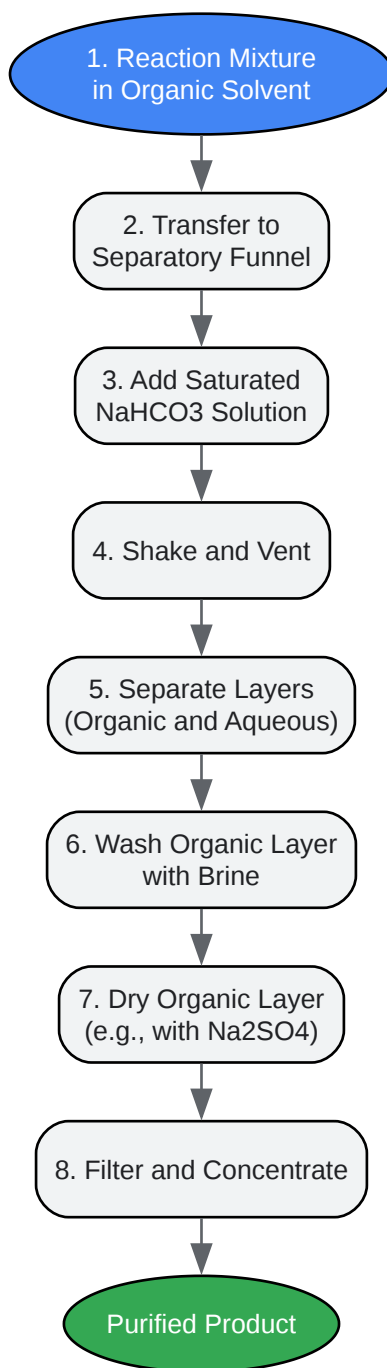 1. Reaction Mixture
in Organic Solvent
2. Transfer to
Separatory Funnel
3. Add Saturated
NaHCO3 Solution
4. Shake and Vent
5. Separate Layers
(Organic and Aqueous)
6. Wash Organic Layer
with Brine
7. Dry Organic Layer
(e.g., with Na2SO4)
8. Filter and Concentrate
Purified Product